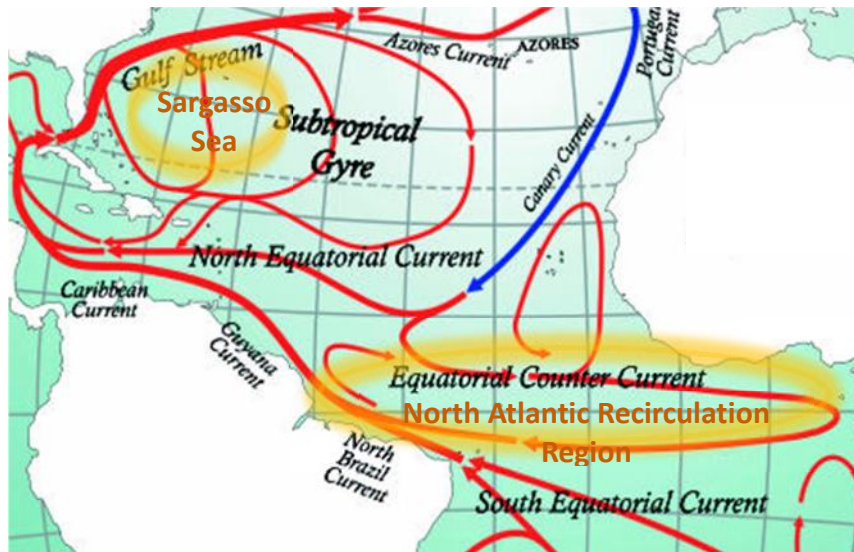 Azores Current
AZORES
Portugal
Current
Gulf Stream
Sargasso
Sea
Subtropical
Gyre
Canary Current
North Equatorial Current
Caribbean
Current
Guyana
Current
Equatorial Counter Current
North Atlantic Recirculation
Region
North
Brazil
Current
South Equatorial Current